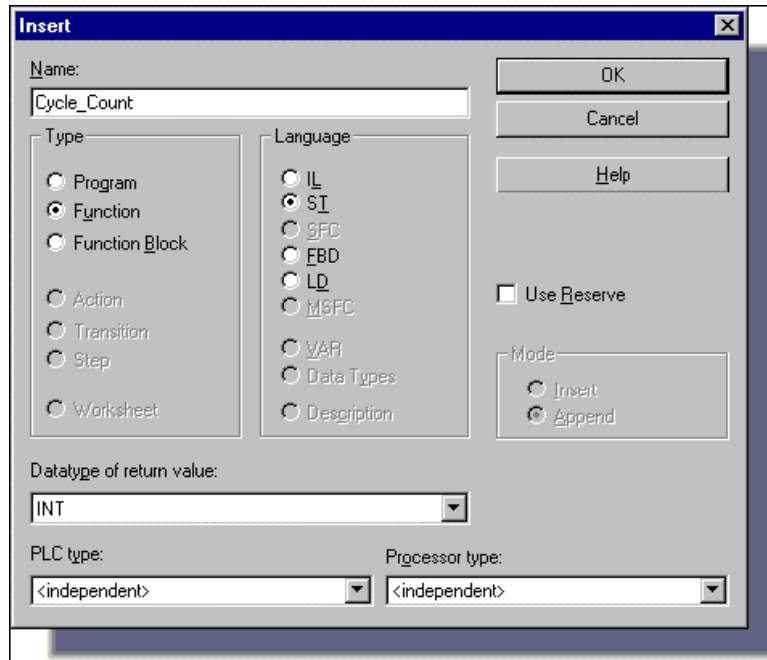 Insert
Name:
Cycle_Count
OK
Cancel
Help
Type
Program
Function
Function Block
Action
Transition
Step
Worksheet
Language
IL
ST
SFC
FBD
LD
MSFC
VAR
Data Types
Description
Use Reserve
Mode
Insert
Append
Datatype of return value:
INT
PLC type:
<independent>
Processor type:
<independent>